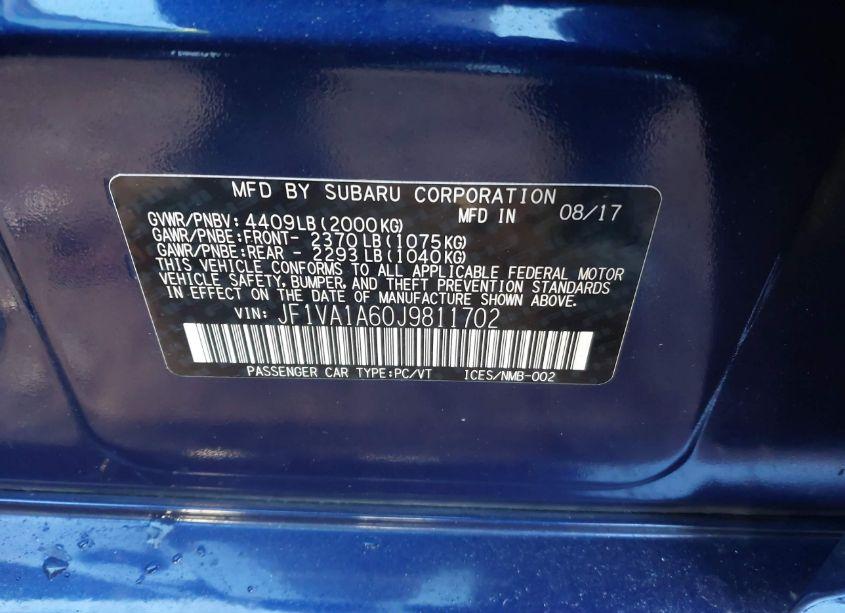 MFD BY SUBARU CORPORATION
GVWR/PNBV: 4409LB(2000KG) MFD IN 08/17
GAWR/PNBE:FRONT- 2370LB(1075KG)
GAWR/PNBE:REAR - 2293LB(1040KG)
THIS VEHICLE CONFORMS TO ALL APPLICABLE FEDERAL MOTOR
VEHICLE SAFETY, BUMPER, AND THEFT PREVENTION STANDARDS
IN EFFECT ON THE DATE OF MANUFACTURE SHOWN ABOVE.
VIN: JF1VA1A60J9811702
PASSENGER CAR TYPE:PC/VT ICES/NMB-002